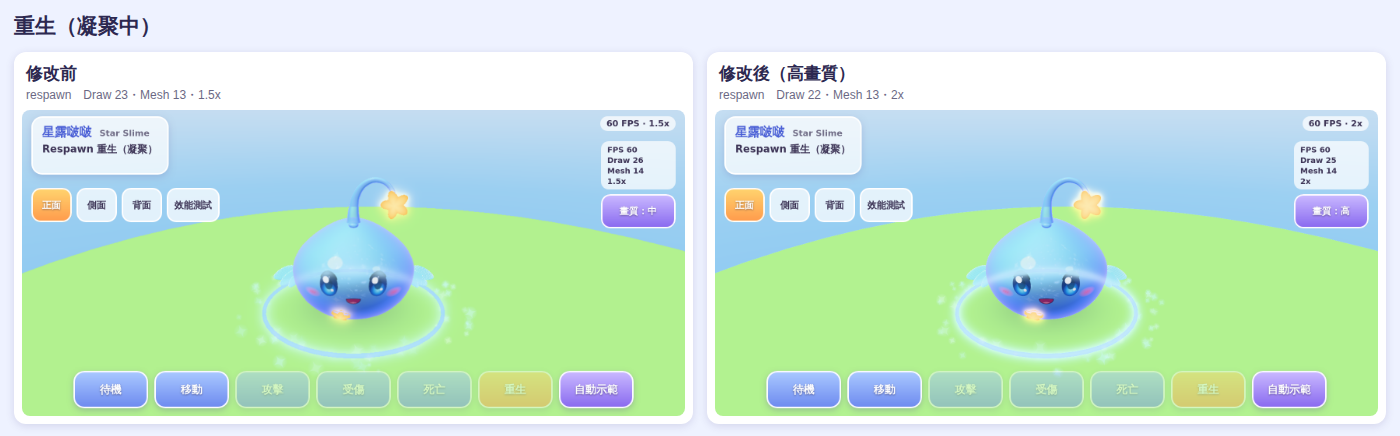 重生（凝聚中）
修改前
respawn Draw 23・Mesh 13・1.5x
星露啵啵 Star Slime
Respawn 重生（凝聚）
60 FPS · 1.5x
FPS 60
Draw 26
Mesh 14
1.5x
正面 側面 背面 效能測試
畫質：中
待機 移動 攻擊 受傷 死亡 重生 自動示範
修改後（高畫質）
respawn Draw 22・Mesh 13・2x
星露啵啵 Star Slime
Respawn 重生（凝聚）
60 FPS · 2x
FPS 60
Draw 25
Mesh 14
2x
正面 側面 背面 效能測試
畫質：高
待機 移動 攻擊 受傷 死亡 重生 自動示範